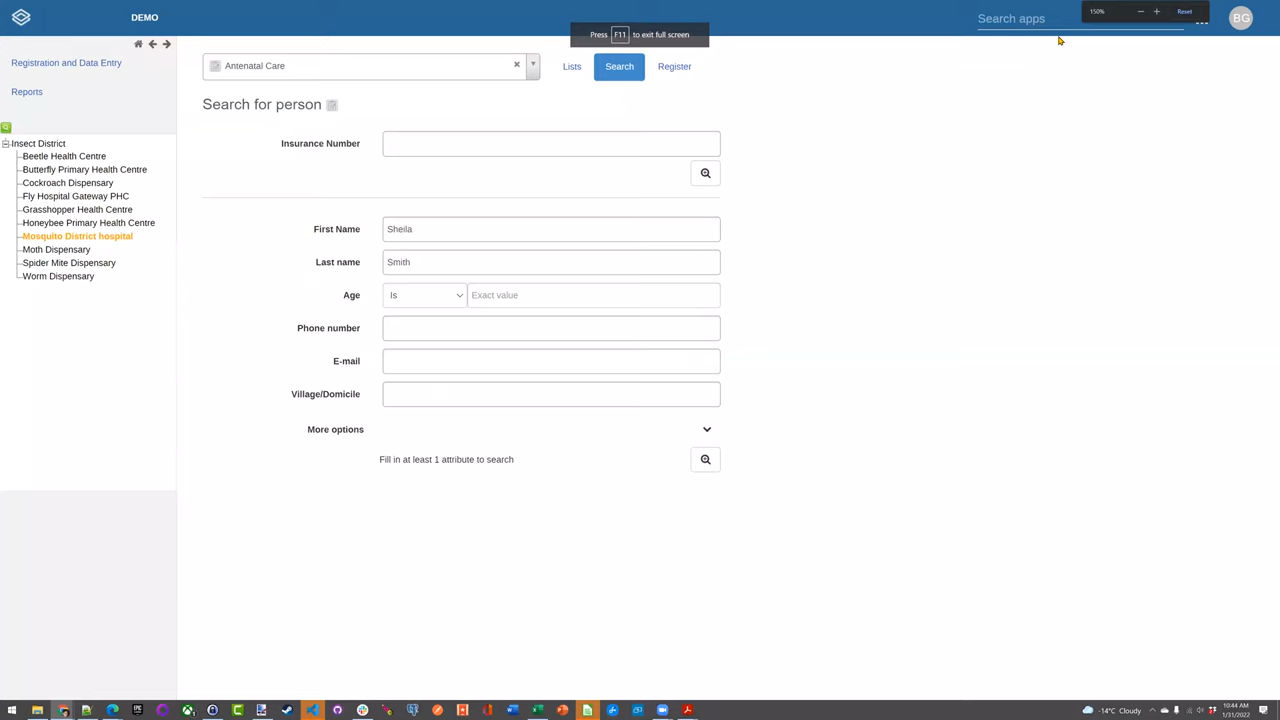 DEMO
Search apps
150%
Reset
BG
Press F11 to exit full screen
Registration and Data Entry
Reports
Antenatal Care
Lists
Search
Register
Search for person
Insect District
Beetle Health Centre
Butterfly Primary Health Centre
Cockroach Dispensary
Fly Hospital Gateway PHC
Grasshopper Health Centre
Honeybee Primary Health Centre
Mosquito District hospital
Moth Dispensary
Spider Mite Dispensary
Worm Dispensary
Insurance Number
First Name
Sheila
Last name
Smith
Age
Is
Exact value
Phone number
E-mail
Village/Domicile
More options
Fill in at least 1 attribute to search
-14°C Cloudy
10:44 AM
1/31/2022